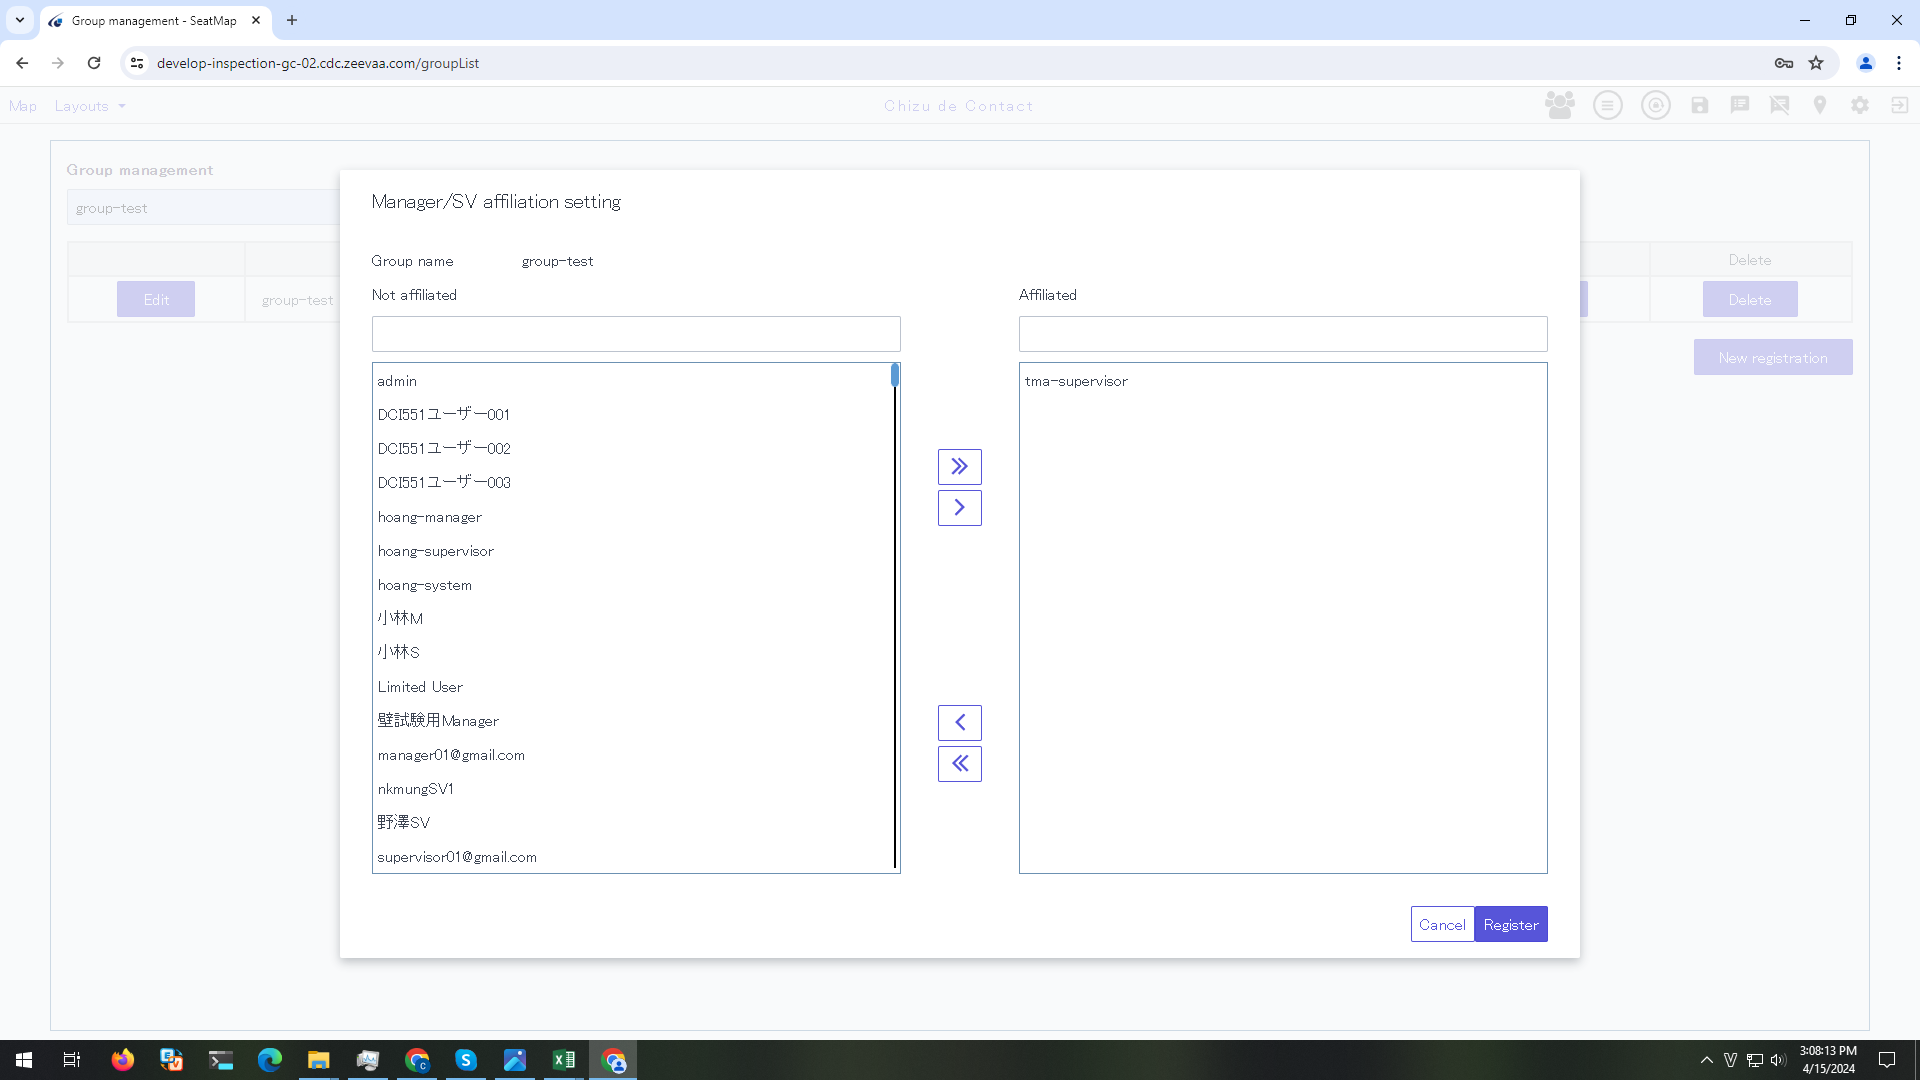 Group management - SeatMap
develop-inspection-gc-02.cdc.zeevaa.com/groupList
Map Layouts Chizu de Contact
Group management
group-test
Delete
Edit group-test Delete
New registration
Manager/SV affiliation setting
Group name group-test
Not affiliated Affiliated
admin
DCI551ユーザー001
DCI551ユーザー002
DCI551ユーザー003
hoang-manager
hoang-supervisor
hoang-system
小林M
小林S
Limited User
壁試験用Manager
manager01@gmail.com
nkmungSV1
野澤SV
supervisor01@gmail.com
tma-supervisor
Cancel Register
3:08:13 PM
4/15/2024